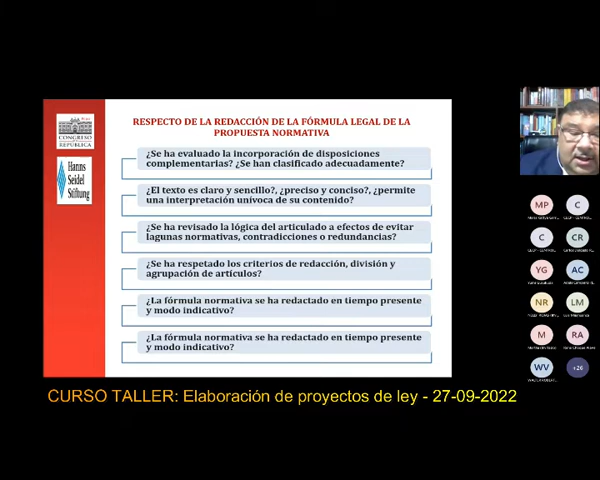 RESPECTO DE LA REDACCIÓN DE LA FÓRMULA LEGAL DE LA
PROPUESTA NORMATIVA
CONGRESO
REPÚBLICA
Hanns
Seidel
Stiftung
¿Se ha evaluado la incorporación de disposiciones
complementarias? ¿Se han clasificado adecuadamente?
¿El texto es claro y sencillo?, ¿preciso y conciso?, ¿permite
una interpretación unívoca de su contenido?
¿Se ha revisado la lógica del articulado a efectos de evitar
lagunas normativas, contradicciones o redundancias?
¿Se ha respetado los criterios de redacción, división y
agrupación de artículos?
¿La fórmula normativa se ha redactado en tiempo presente
y modo indicativo?
¿La fórmula normativa se ha redactado en tiempo presente
y modo indicativo?
MP
C
C
CR
YG
AC
NR
LM
M
RA
WV
+26
CURSO TALLER: Elaboración de proyectos de ley - 27-09-2022